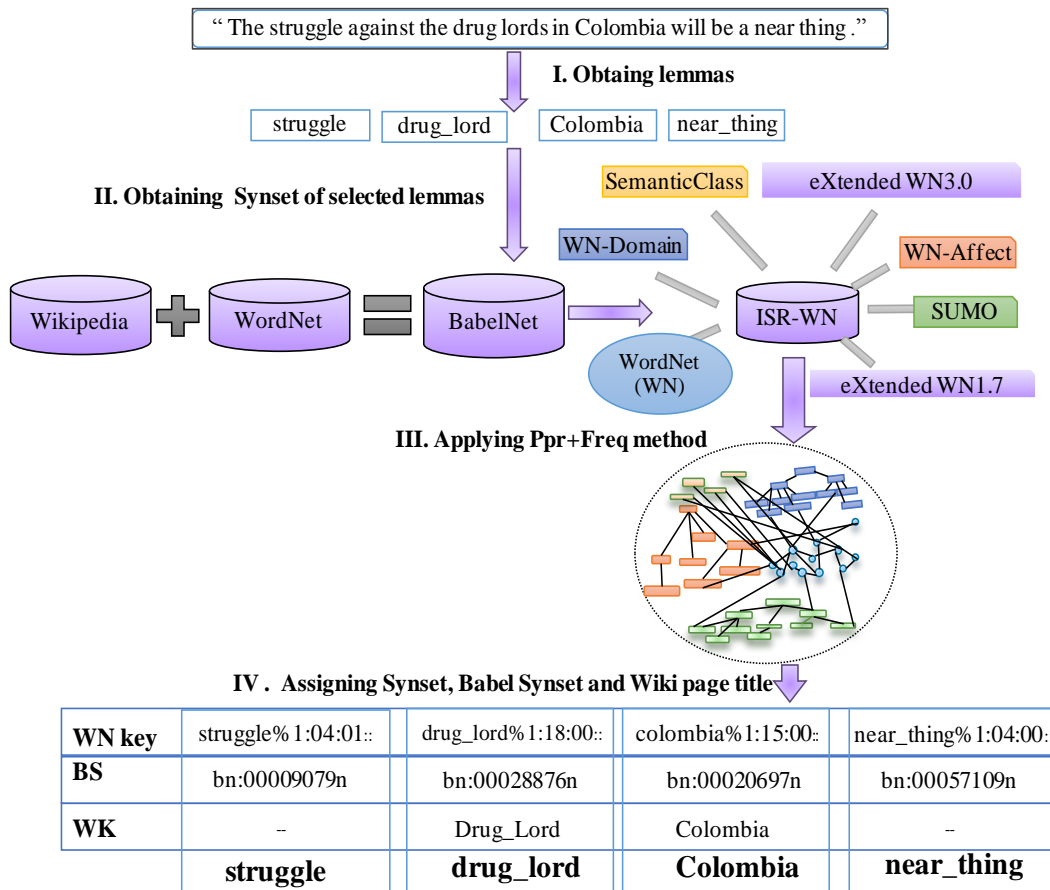 “ The struggle against the drug lords in Colombia will be a near thing .”
I. Obtaing lemmas
struggle drug_lord Colombia near_thing
II. Obtaining Synset of selected lemmas
SemanticClass eXtended WN3.0
WN-Domain WN-Affect
Wikipedia WordNet BabelNet ISR-WN SUMO
WordNet
(WN)
eXtended WN1.7
III. Applying Ppr+Freq method
IV . Assigning Synset, Babel Synset and Wiki page title
WN key struggle%1:04:01:: drug_lord%1:18:00:: colombia%1:15:00:: near_thing%1:04:00::
BS bn:00009079n bn:00028876n bn:00020697n bn:00057109n
WK -- Drug_Lord Colombia --
struggle drug_lord Colombia near_thing